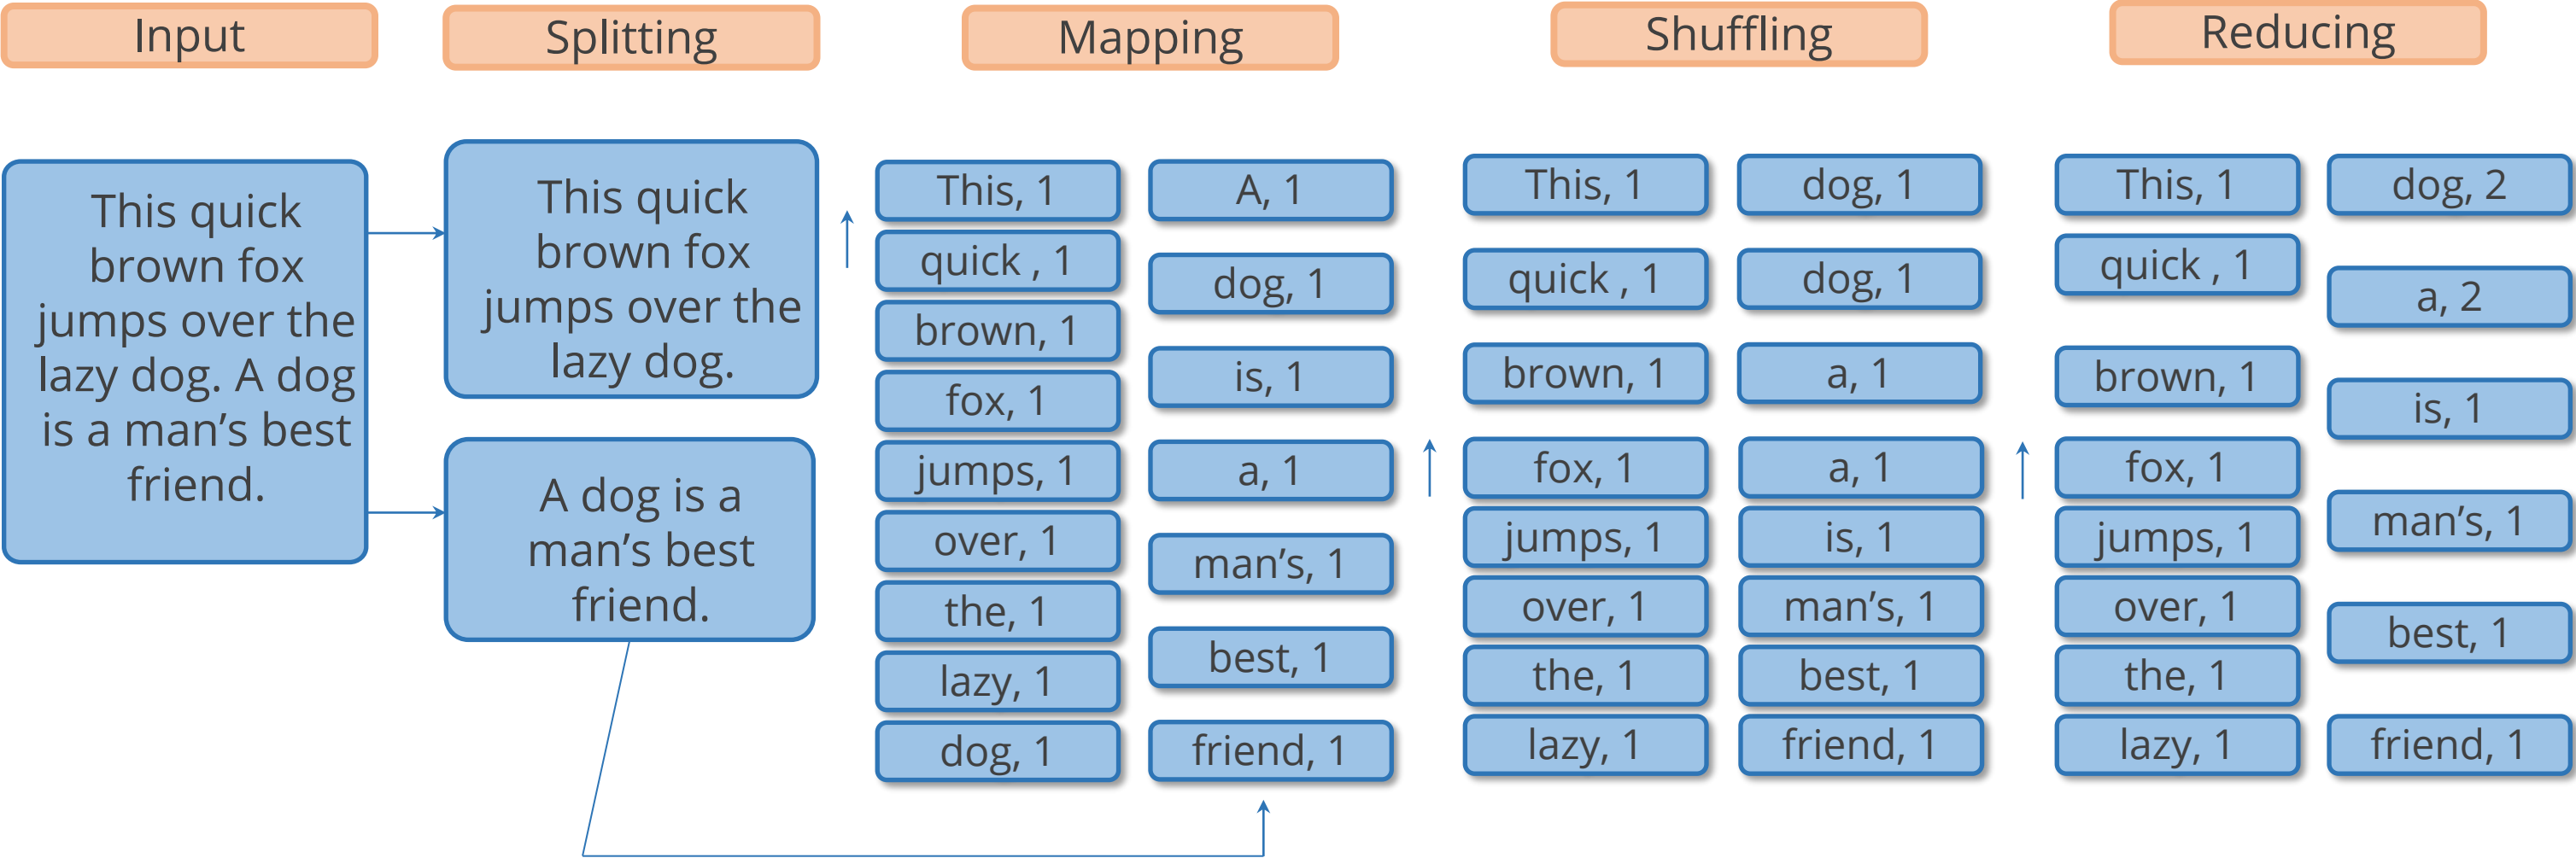 Input
Splitting
Mapping
Shuffling
Reducing
This quick
brown fox
jumps over the
lazy dog. A dog
is a man’s best
friend.
This quick
brown fox
jumps over the
lazy dog.
A dog is a
man’s best
friend.
This, 1
quick , 1
brown, 1
fox, 1
jumps, 1
over, 1
the, 1
lazy, 1
dog, 1
A, 1
dog, 1
is, 1
a, 1
man’s, 1
best, 1
friend, 1
This, 1
quick , 1
brown, 1
fox, 1
jumps, 1
over, 1
the, 1
lazy, 1
dog, 1
dog, 1
a, 1
a, 1
is, 1
man’s, 1
best, 1
friend, 1
This, 1
quick , 1
brown, 1
fox, 1
jumps, 1
over, 1
the, 1
lazy, 1
dog, 2
a, 2
is, 1
man’s, 1
best, 1
friend, 1